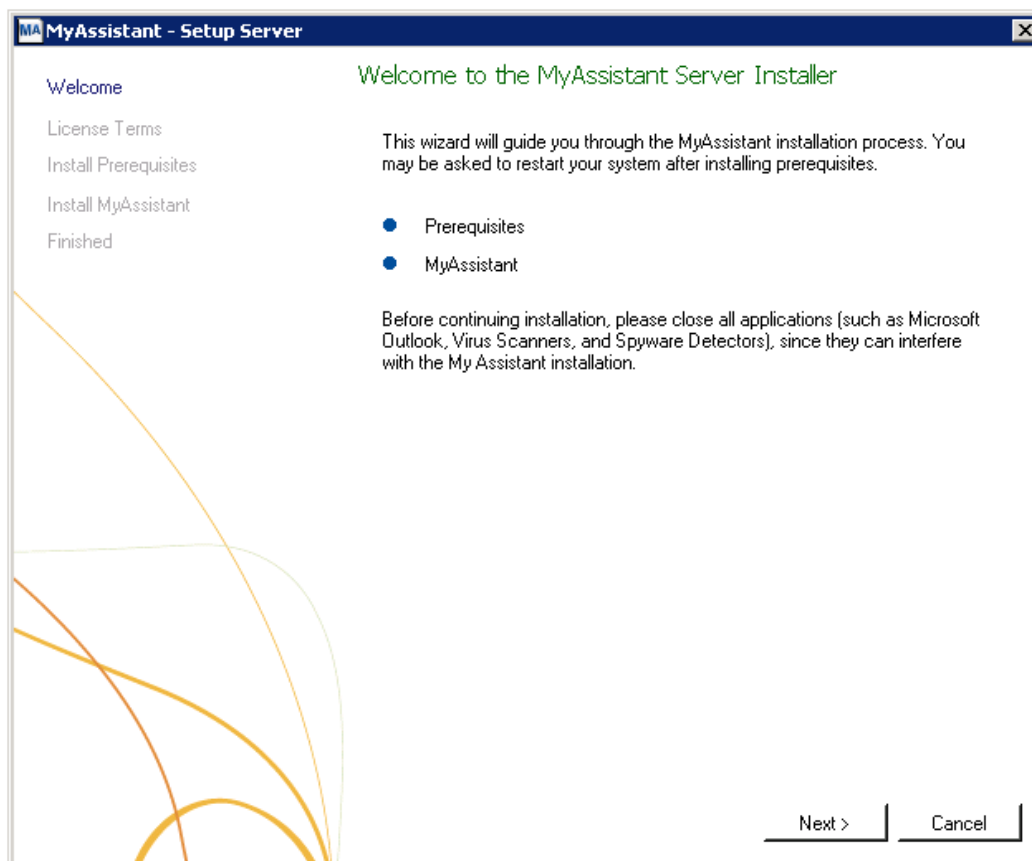 MA MyAssistant - Setup Server
Welcome
License Terms
Install Prerequisites
Install MyAssistant
Finished
Welcome to the MyAssistant Server Installer
This wizard will guide you through the MyAssistant installation process. You
may be asked to restart your system after installing prerequisites.
Prerequisites
MyAssistant
Before continuing installation, please close all applications (such as Microsoft
Outlook, Virus Scanners, and Spyware Detectors), since they can interfere
with the My Assistant installation.
Next > Cancel